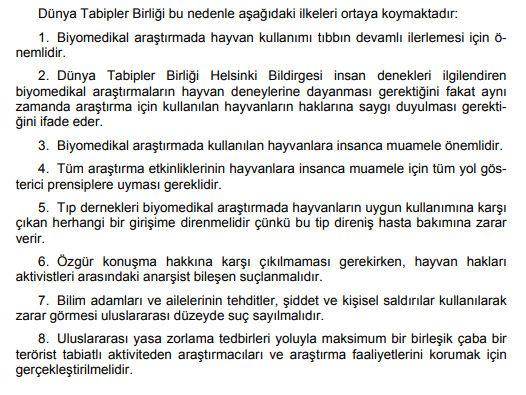 Dünya Tabipler Birliği bu nedenle aşağıdaki ilkeleri ortaya koymaktadır:
1. Biyomedikal araştırmada hayvan kullanımı tıbbın devamlı ilerlemesi için ö-
nemlidir.
2. Dünya Tabipler Birliği Helsinki Bildirgesi insan denekleri ilgilendiren
biyomedikal araştırmaların hayvan deneylerine dayanması gerektiğini fakat aynı
zamanda araştırma için kullanılan hayvanların haklarına saygı duyulması gerekti-
ğini ifade eder.
3. Biyomedikal araştırmada kullanılan hayvanlara insanca muamele önemlidir.
4. Tüm araştırma etkinliklerinin hayvanlara insanca muamele için tüm yol gös-
terici prensiplere uyması gereklidir.
5. Tıp dernekleri biyomedikal araştırmada hayvanların uygun kullanımına karşı
çıkan herhangi bir girişime direnmelidir çünkü bu tip direniş hasta bakımına zarar
verir.
6. Özgür konuşma hakkına karşı çıkılmaması gerekirken, hayvan hakları
aktivistleri arasındaki anarşist bileşen suçlanmalıdır.
7. Bilim adamları ve ailelerinin tehditler, şiddet ve kişisel saldırılar kullanılarak
zarar görmesi uluslararası düzeyde suç sayılmalıdır.
8. Uluslararası yasa zorlama tedbirleri yoluyla maksimum bir birleşik çaba bir
terörist tabiatlı aktiviteden araştırmacıları ve araştırma faaliyetlerini korumak için
gerçekleştirilmelidir.